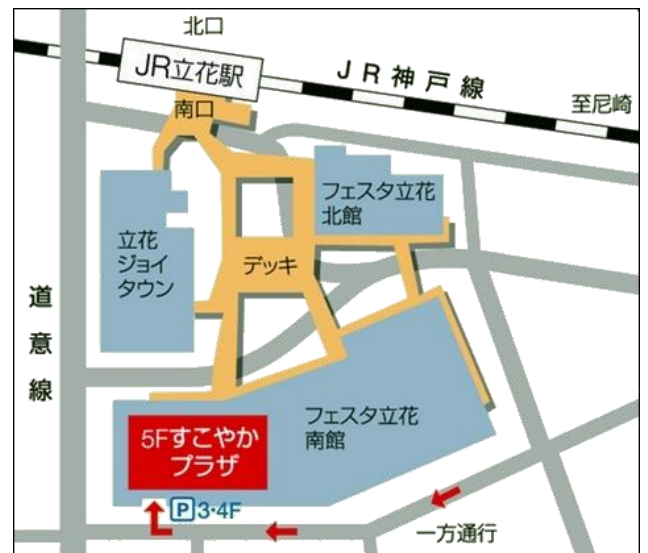 北口
JR立花駅
JR神戸線
至尼崎
南口
フェスタ立花
北館
立花
ジョイ
タウン
デッキ
道意線
フェスタ立花
南館
5Fすこやか
プラザ
P3・4F
一方通行